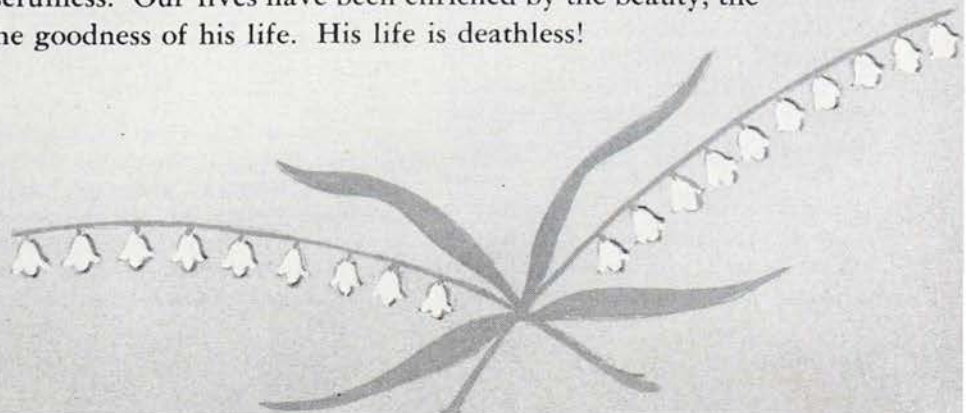 Our lives have been enriched by the beauty, the
goodness of his life. His life is deathless!